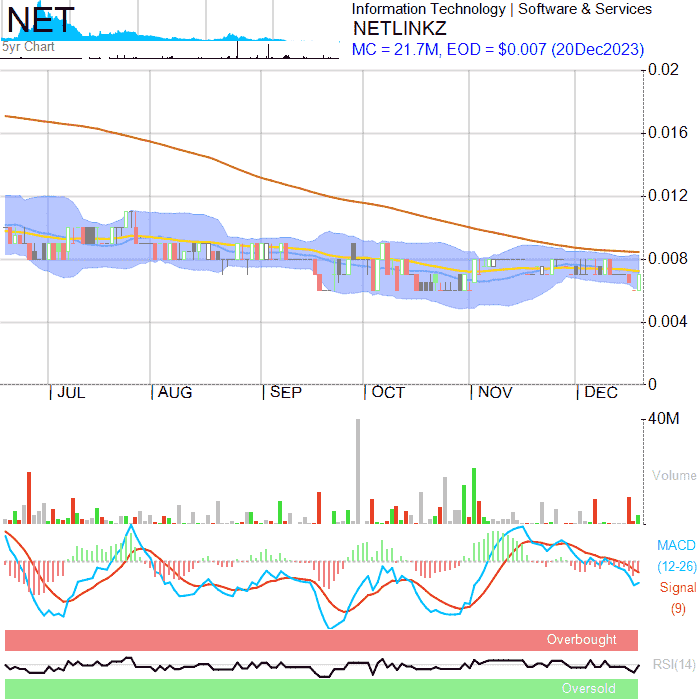 NET
Information Technology | Software & Services
NETLINKZ
5yr Chart
MC = 21.7M, EOD = $0.007 (20Dec2023)
0.02
0.016
0.012
0.008
0.004
0
JUL AUG SEP OCT NOV DEC
40M
Volume
MACD
(12-26)
Signal
(9)
Overbought
RSI(14)
Oversold